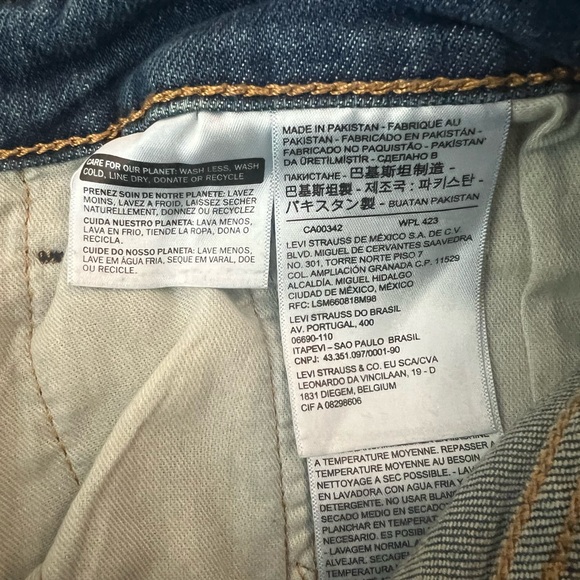 CARE FOR OUR PLANET: WASH LESS, WASH
COLD, LINE DRY, DONATE OR RECYCLE
PRENEZ SOIN DE NOTRE PLANETE: LAVEZ
MOINS, LAVEZ A FROID, LAISSEZ SECHER
NATURELLEMENT, DONNEZ OU RECYCLEZ
CUIDA NUESTRO PLANETA: LAVA MENOS,
LAVA EN FRIO, TIENDE LA ROPA, DONA O
RECICLA.
CUIDE DO NOSSO PLANETA: LAVE MENOS,
LAVE EM ÁGUA FRIA, SEQUE EM VARAL, DOE
OU RECICLE.
MADE IN PAKISTAN - FABRIQUE AU
PAKISTAN - FABRICADO EN PAKISTÁN -
FABRICADO NO PAQUISTÃO - PAKİSTAN'
DA ÜRETİLMİŞTİR - СДЕЛАНО В
ПАКИСТАНЕ - 巴基斯坦制造 -
巴基斯坦製 - 제조국 : 파키스탄 -
パキスタン製 - BUATAN PAKISTAN
CA00342 WPL 423
LEVI STRAUSS DE MÉXICO S.A. DE C.V.
BLVD. MIGUEL DE CERVANTES SAAVEDRA
NO. 301, TORRE NORTE PISO 7
COL. AMPLIACIÓN GRANADA C.P. 11529
ALCALDÍA. MIGUEL HIDALGO
CIUDAD DE MÉXICO, MÉXICO
RFC: LSM660818M98
LEVI STRAUSS DO BRASIL
AV. PORTUGAL, 400
06690-110
ITAPEVI – SAO PAULO BRASIL
CNPJ: 43.351.097/0001-90
LEVI STRAUSS & CO. EU SCA/CVA
LEONARDO DA VINCILAAN, 19 - D
1831 DIEGEM, BELGIUM
CIF A 08298606
A TEMPERATURE MOYENNE. REPASSER A
TEMPERATURE MOYENNE AU BESOIN
NETTOYAGE A SEC POSSIBLE. -
EN LAVADORA CON AGUA FRIA Y
DETERGENTE. NO USAR
SECADO MEDIO EN
PLANCHAR EN
NECESARIO. ES
- LAVAGEM NORMAL
ALVEJAR. SECAGEM